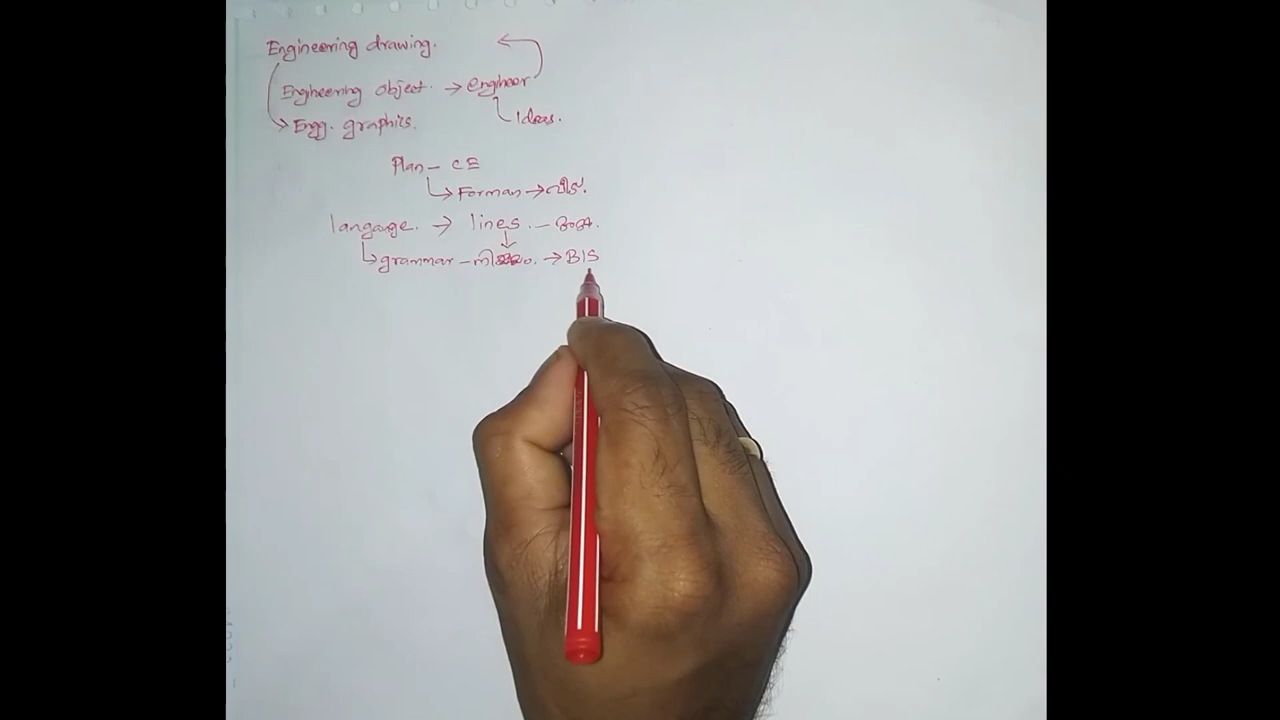 Engineering drawing.
Engineering object. → engineer
Engg. graphics.
Ideas.
Plan – CE
Forman → വീട്.
langauge. → lines. –
grammar – → BIS